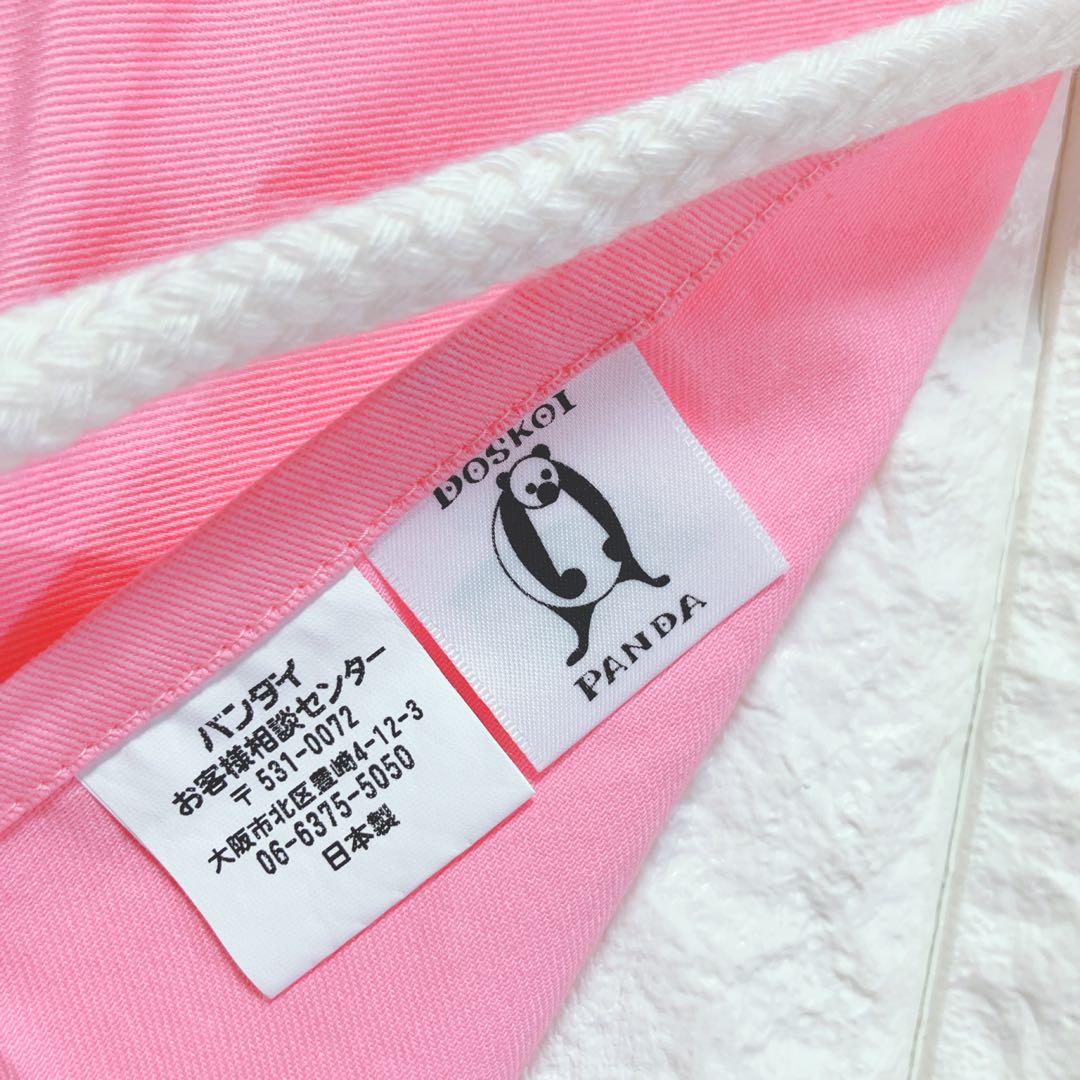 DOSKOI
PANDA
バンダイ
お客様相談センター
〒531-0072
大阪市北区豊崎4-12-3
06-6375-5050
日本製